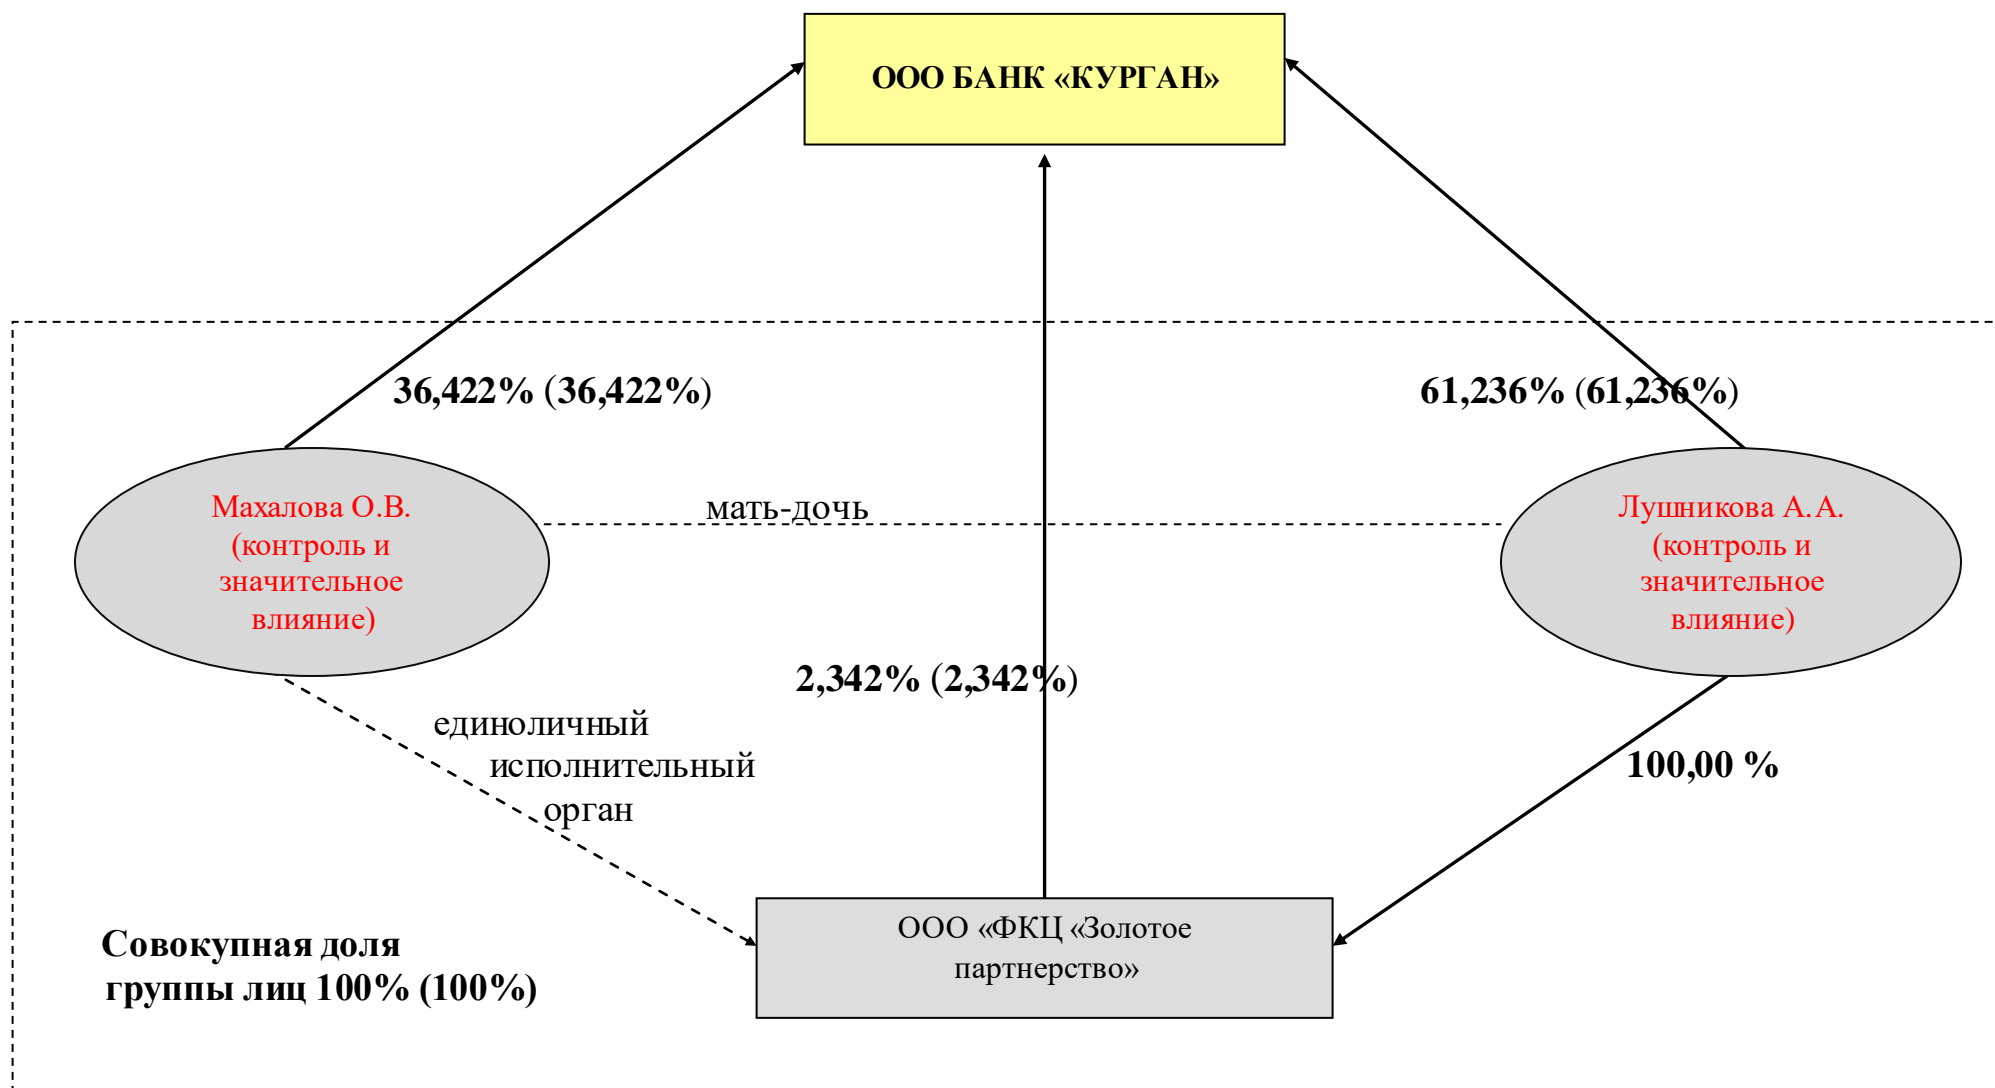 ООО БАНК «КУРГАН»
36,422% (36,422%)
61,236% (61,236%)
Махалова О.В.
(контроль и
значительное
влияние)
мать-дочь
Лушникова А.А.
(контроль и
значительное
влияние)
2,342% (2,342%)
единоличный
исполнительный
орган
100,00 %
ООО «ФКЦ «Золотое
партнерство»
Совокупная доля
группы лиц 100% (100%)